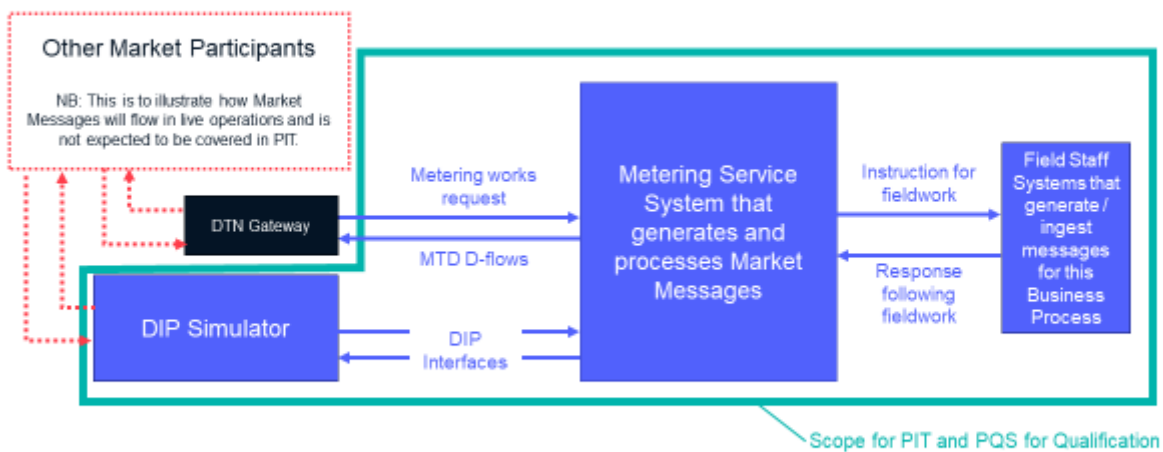 Other Market Participants
NB: This is to illustrate how Market
Messages will flow in live operations and is
not expected to be covered in PIT.
DTN Gateway
DIP Simulator
Metering works
request
MTD D-flows
DIP
Interfaces
Metering Service
System that
generates and
processes Market
Messages
Instruction for
fieldwork
Response
following
fieldwork
Field Staff
Systems that
generate /
ingest
messages
for this
Business
Process
Scope for PIT and PQS for Qualification